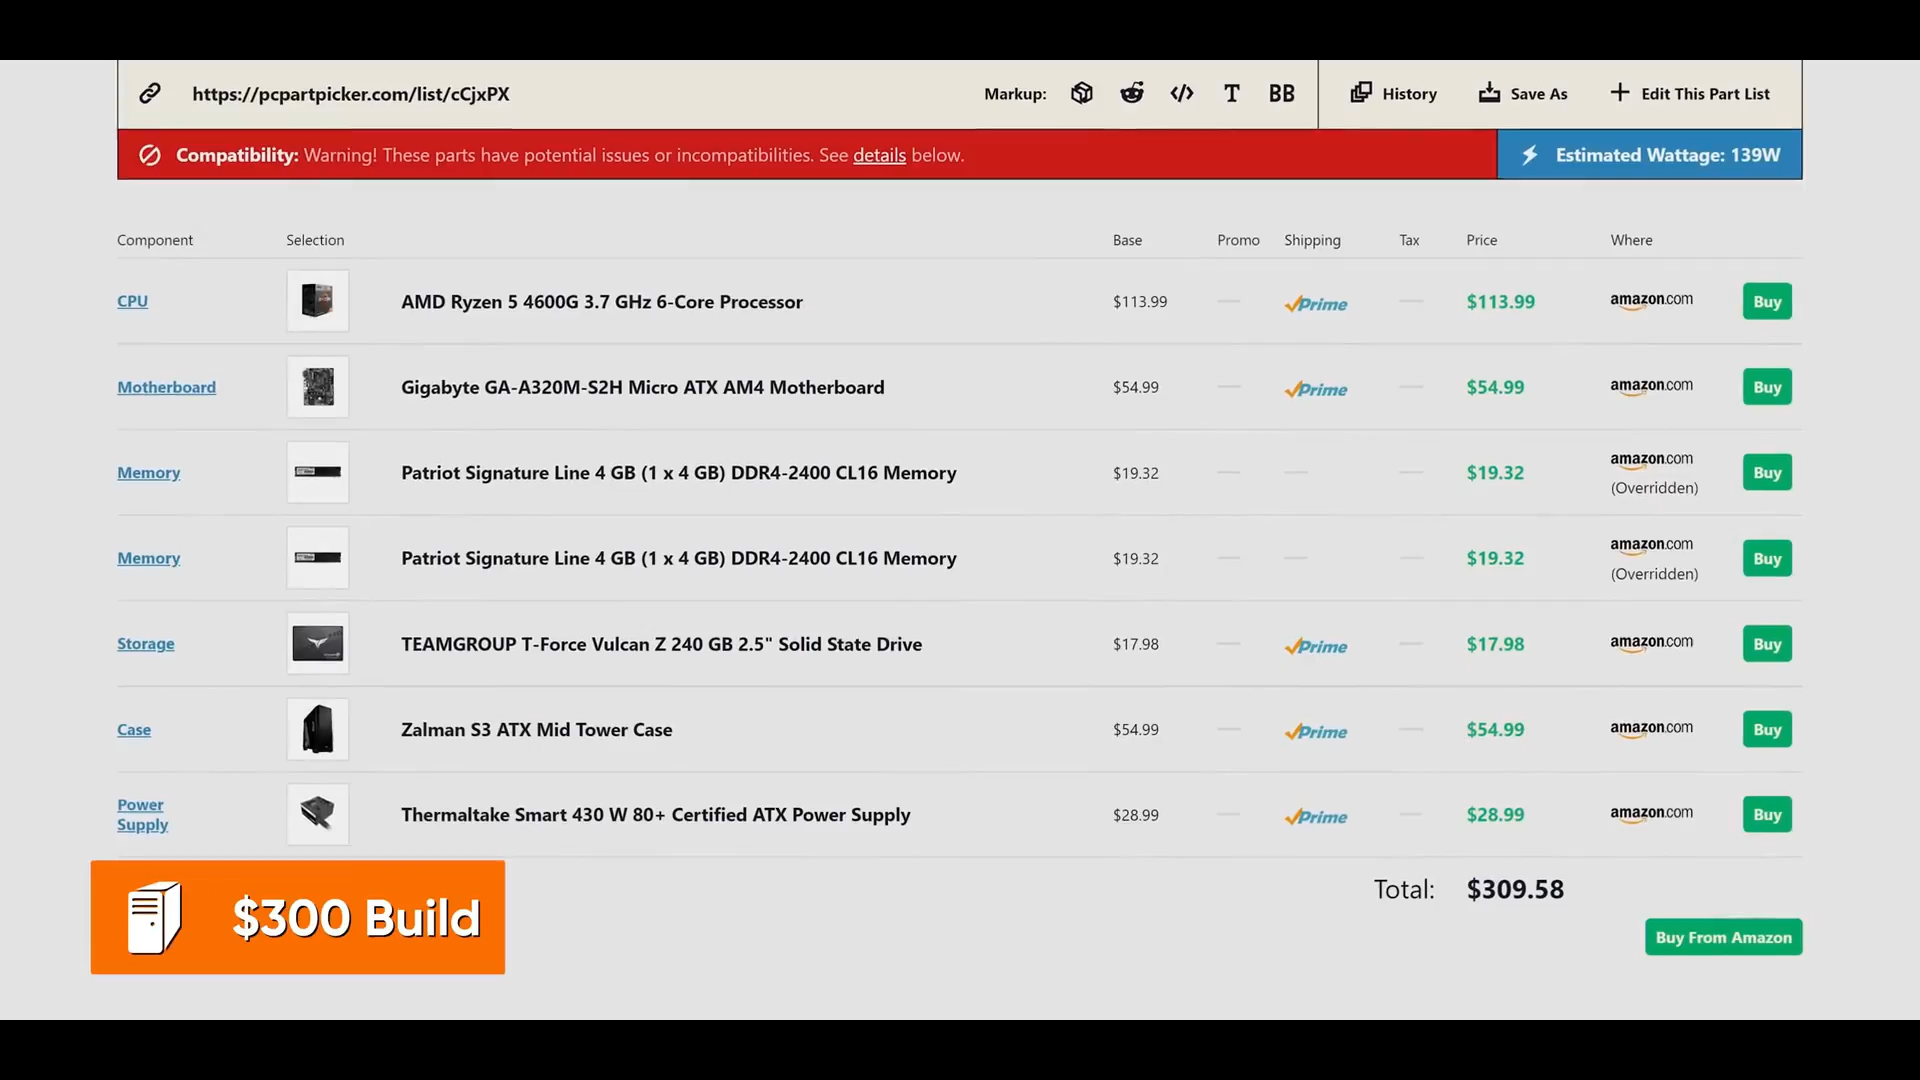 https://pcpartpicker.com/list/cCjxPX Markup: T BB History Save As + Edit This Part List
Compatibility: Warning! These parts have potential issues or incompatibilities. See details below. Estimated Wattage: 139W
Component Selection Base Promo Shipping Tax Price Where
CPU AMD Ryzen 5 4600G 3.7 GHz 6-Core Processor $113.99 — Prime — $113.99 amazon.com Buy
Motherboard Gigabyte GA-A320M-S2H Micro ATX AM4 Motherboard $54.99 — Prime — $54.99 amazon.com Buy
Memory Patriot Signature Line 4 GB (1 x 4 GB) DDR4-2400 CL16 Memory $19.32 — — — $19.32 amazon.com Buy
(Overridden)
Memory Patriot Signature Line 4 GB (1 x 4 GB) DDR4-2400 CL16 Memory $19.32 — — — $19.32 amazon.com Buy
(Overridden)
Storage TEAMGROUP T-Force Vulcan Z 240 GB 2.5" Solid State Drive $17.98 — Prime — $17.98 amazon.com Buy
Case Zalman S3 ATX Mid Tower Case $54.99 — Prime — $54.99 amazon.com Buy
Power
Supply Thermaltake Smart 430 W 80+ Certified ATX Power Supply $28.99 — Prime — $28.99 amazon.com Buy
Total: $309.58
$300 Build
Buy From Amazon